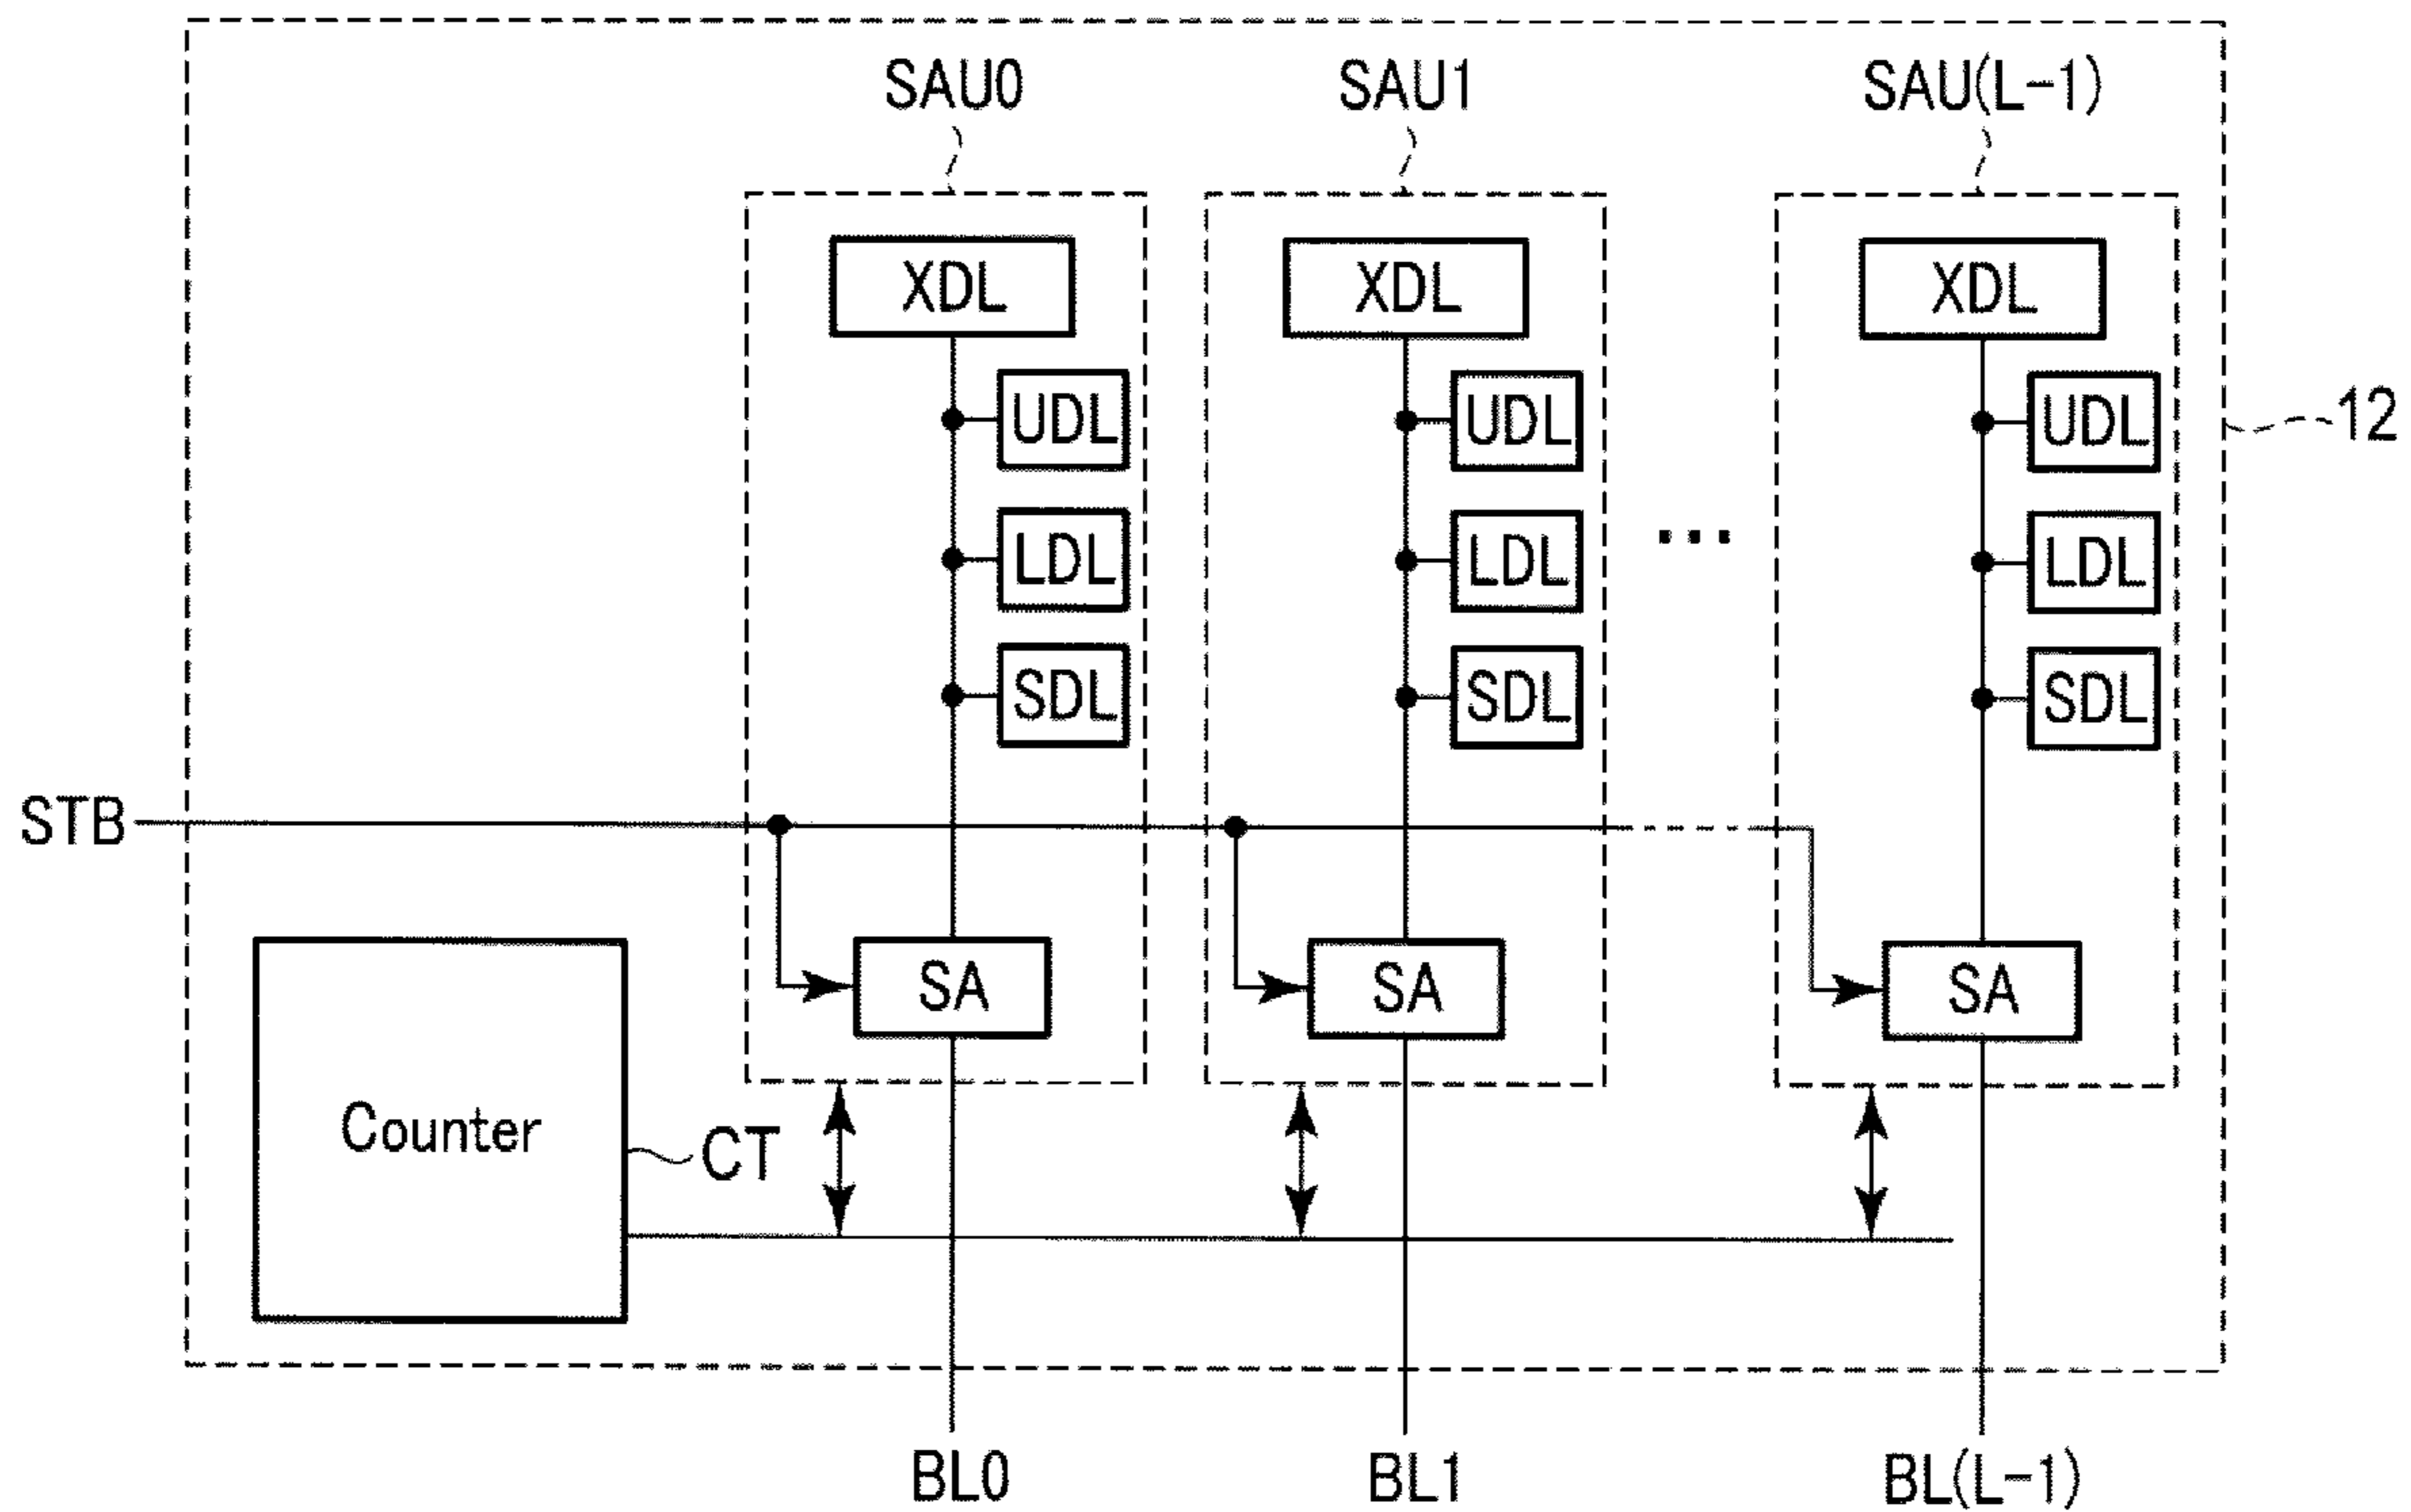 SAU0 SAU1 SAU(L-1)
XDL XDL XDL
UDL UDL UDL 12
LDL LDL ... LDL
SDL SDL SDL
STB
SA SA SA
Counter CT
BL0 BL1 BL(L-1)